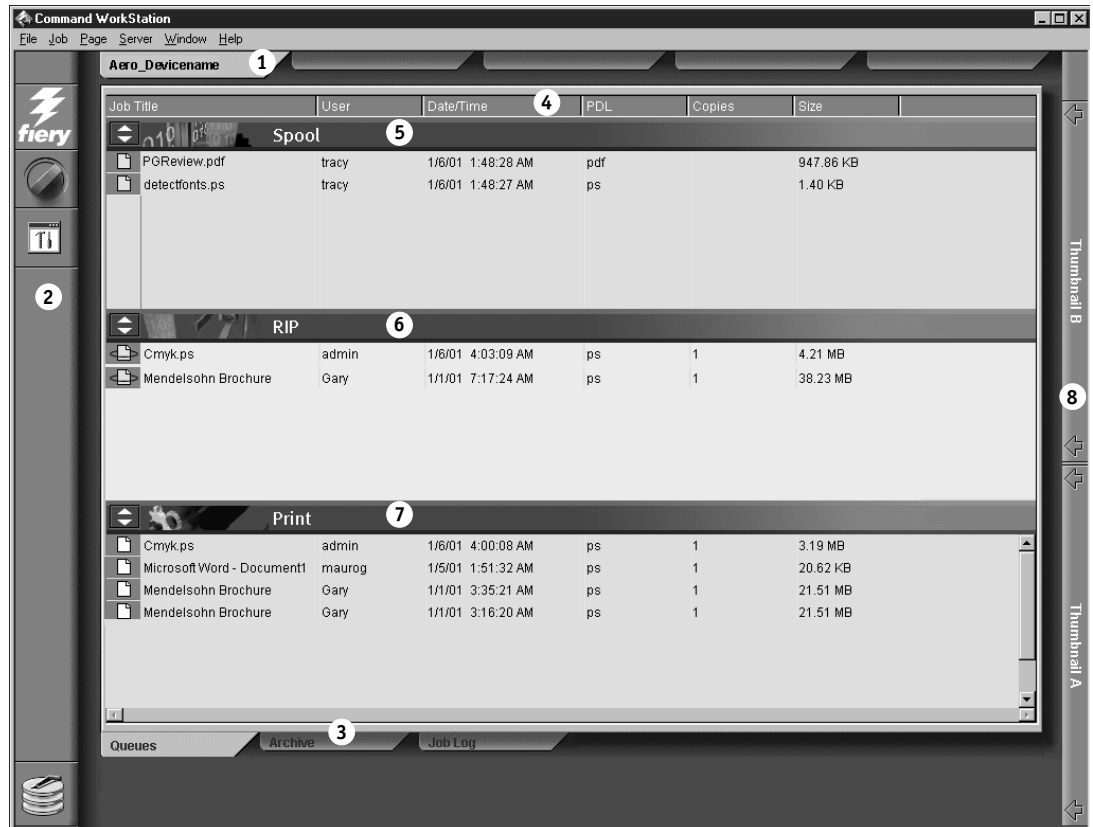 Command WorkStation
File Job Page Server Window Help
Aero_Devicename 1
fiery
Job Title User Date/Time 4 PDL Copies Size
Spool 5
PGReview.pdf tracy 1/6/01 1:48:28 AM pdf 947.86 KB
detectfonts.ps tracy 1/6/01 1:48:27 AM ps 1.40 KB
2
Thumbnail B
RIP 6
Cmyk.ps admin 1/6/01 4:03:09 AM ps 1 4.21 MB
Mendelsohn Brochure Gary 1/1/01 7:17:24 AM ps 1 38.23 MB
8
Print 7
Cmyk.ps admin 1/6/01 4:00:08 AM ps 1 3.19 MB
Microsoft Word - Document1 maurog 1/5/01 1:51:32 AM ps 1 20.62 KB
Mendelsohn Brochure Gary 1/1/01 3:35:21 AM ps 1 21.51 MB
Mendelsohn Brochure Gary 1/1/01 3:16:20 AM ps 1 21.51 MB
Thumbnail A
Queues Archive 3 Job Log